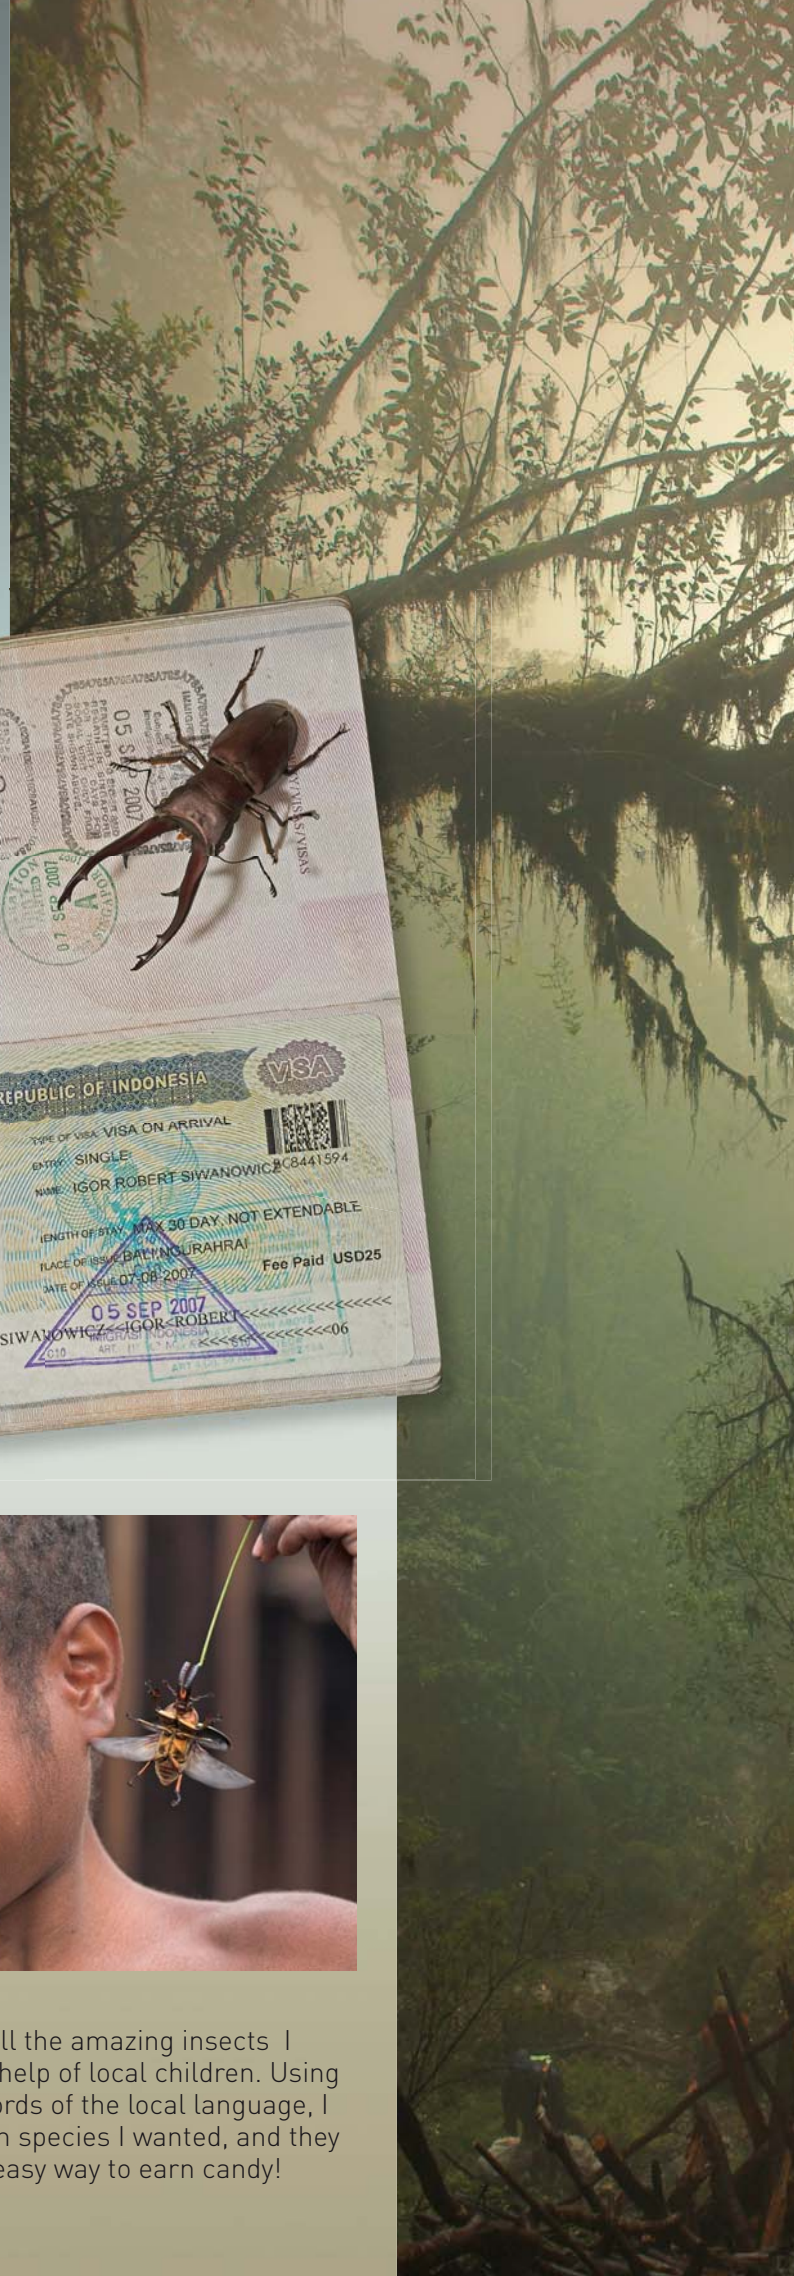 05 SEP 2007
VISAS/VISAS
07 SEP 2007
A
REPUBLIC OF INDONESIA
VISA
TYPE OF VISA VISA ON ARRIVAL
ENTRY SINGLE
NAME IGOR ROBERT SIWANOWICZ
BC8441594
LENGTH OF STAY MAX 30 DAY, NOT EXTENDABLE
PLACE OF ISSUE BALI, NGURAHRAI
Fee Paid USD25
DATE OF ISSUE 07-08-2007
05 SEP 2007
SIWANOWICZ<<IGOR<ROBERT<<<<<<<<<<<<<<<<<
IMIGRASI INDONESIA
<<<<<<<<<<<<<<<06
C10
ll the amazing insects I
help of local children. Using
ords of the local language, I
n species I wanted, and they
easy way to earn candy!